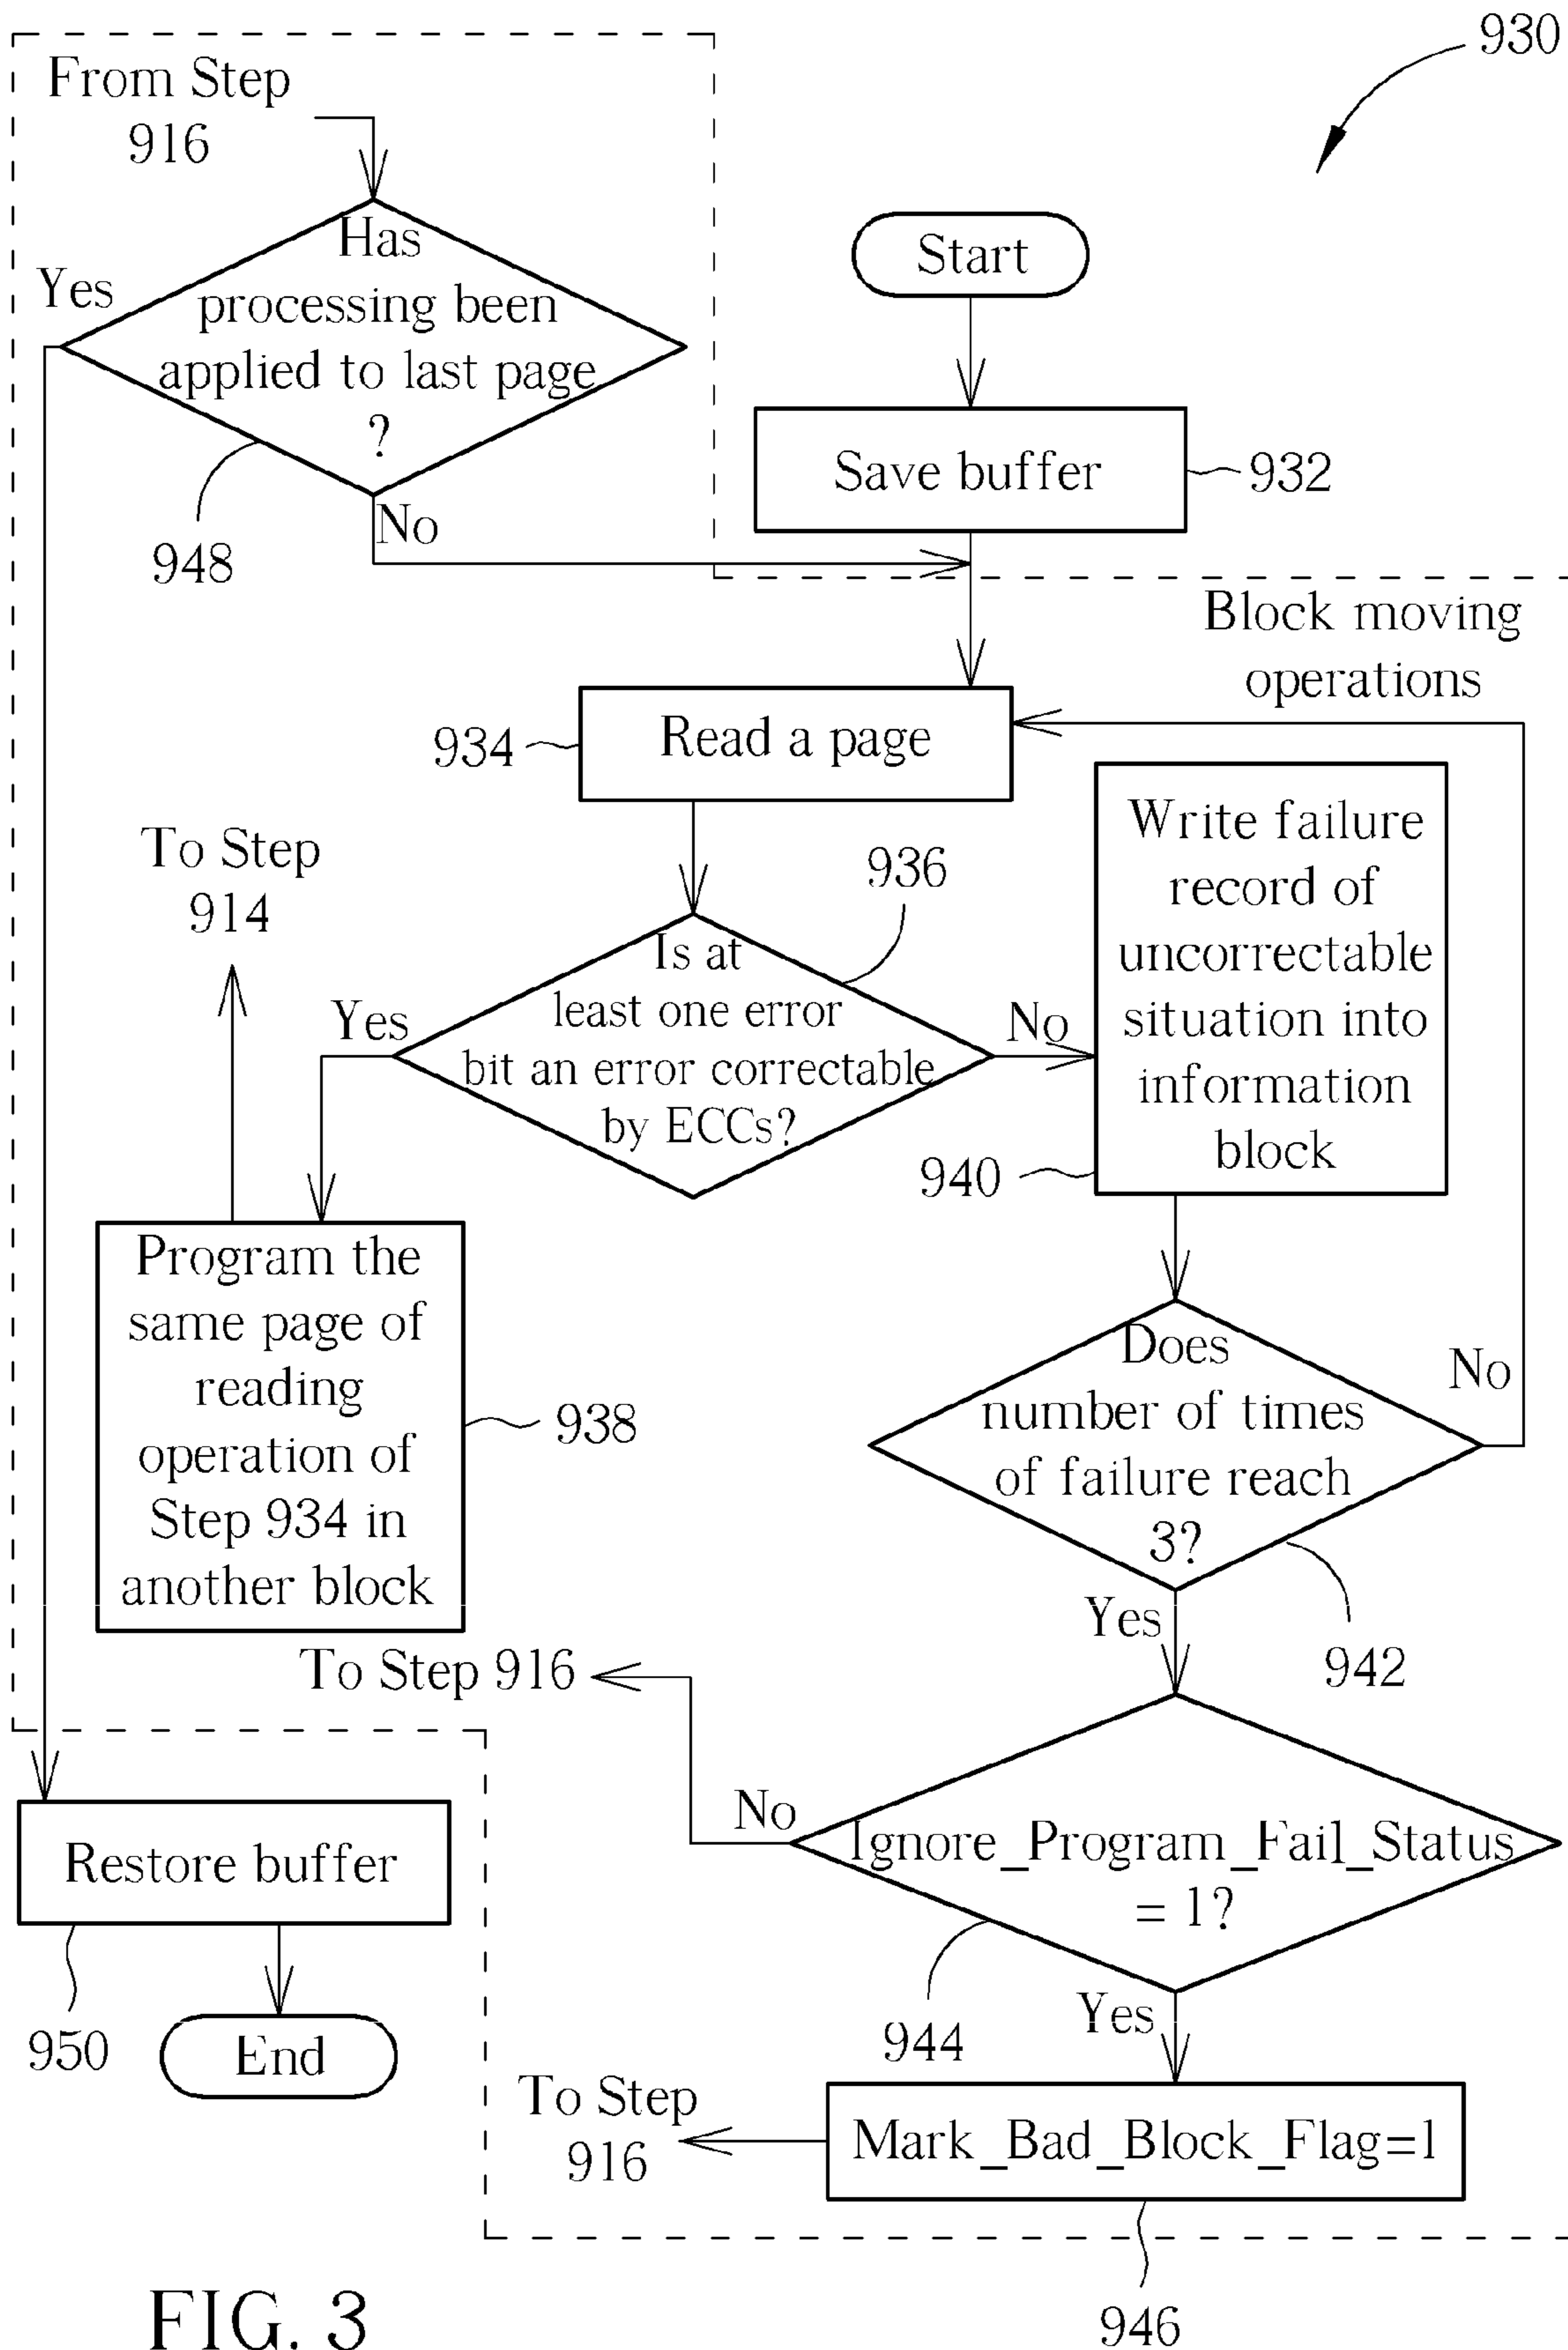 930
From Step
916
Has
processing been
applied to last page
?
Yes
No
948
Start
Save buffer
932
Block moving
operations
Read a page
934
To Step
914
936
Is at
least one error
bit an error correctable
by ECCs?
Yes
No
Write failure
record of
uncorrectable
situation into
information
block
940
Program the
same page of
reading
operation of
Step 934 in
another block
938
Does
number of times
of failure reach
3?
No
Yes
942
To Step 916
No
Ignore_Program_Fail_Status
= 1?
Yes
944
Restore buffer
950
End
To Step
916
Mark_Bad_Block_Flag=1
946
FIG. 3